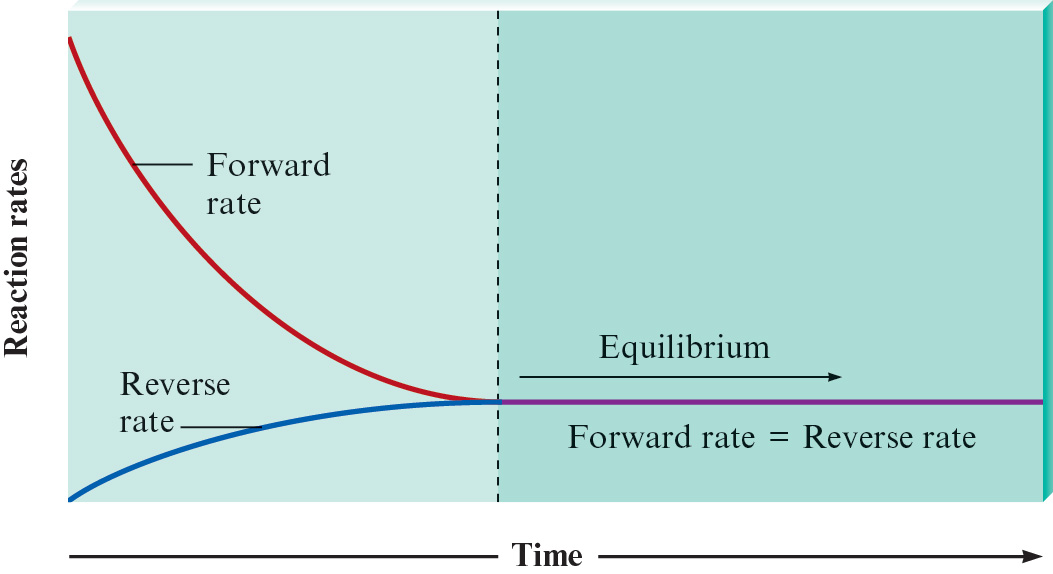 Reaction rates
Forward
rate
Reverse
rate
Equilibrium
Forward rate = Reverse rate
Time